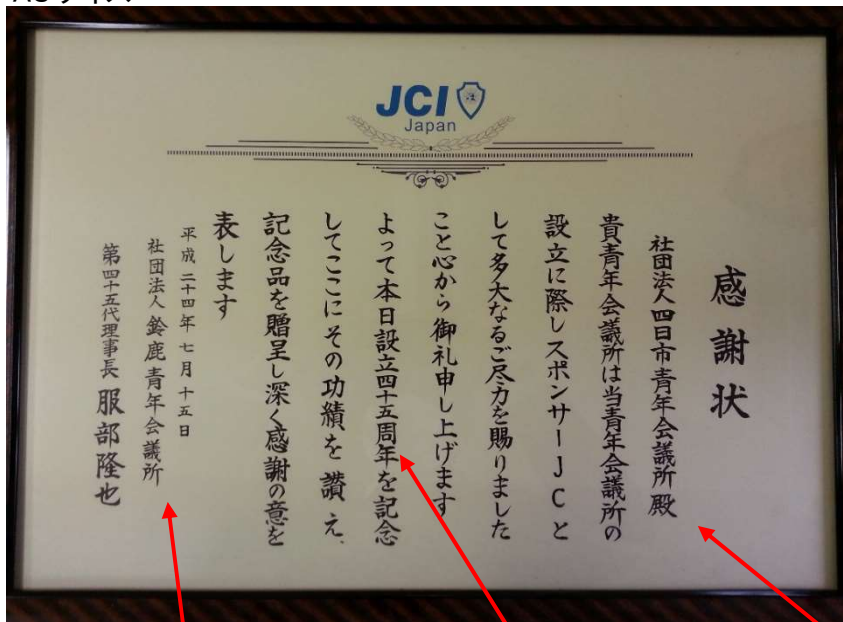 JCI
Japan
感謝状
社団法人四日市青年会議所殿
貴青年会議所は当青年会議所の
設立に際しスポンサーJCと
して多大なるご尽力を賜りました
こと心から御礼申し上げます
よって本日設立四十五周年を記念
してここにその功績を讃え、
記念品を贈呈し深く感謝の意を
表します
平成二十四年七月十五日
社団法人鈴鹿青年会議所
第四十五代理事長 服部隆也